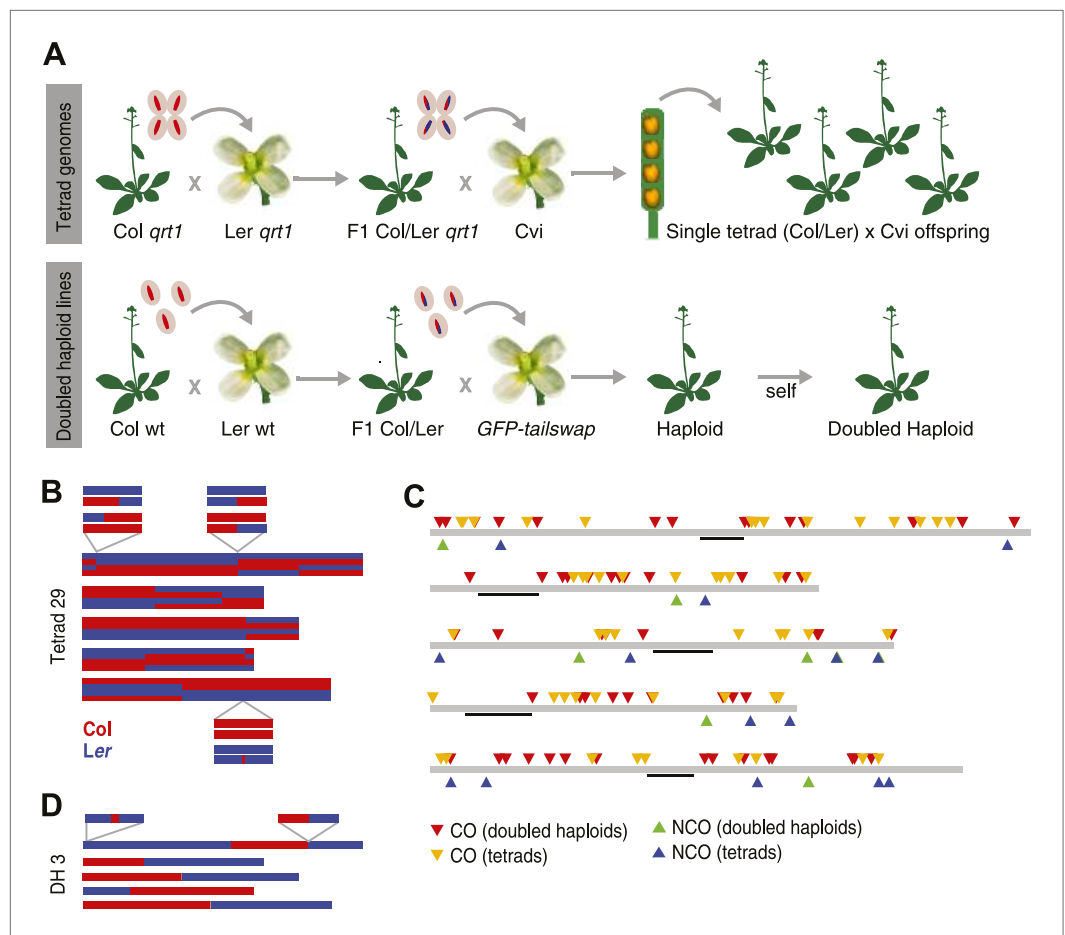 A
Tetrad genomes
X
X
Col qrt1
Ler qrt1
F1 Col/Ler qrt1
Cvi
Single tetrad (Col/Ler) x Cvi offspring
Doubled haploid lines
X
X
self
Col wt
Ler wt
F1 Col/Ler
GFP-tailswap
Haploid
Doubled Haploid
B
Tetrad 29
Col
Ler
C
CO (doubled haploids)
NCO (doubled haploids)
CO (tetrads)
NCO (tetrads)
D
DH 3